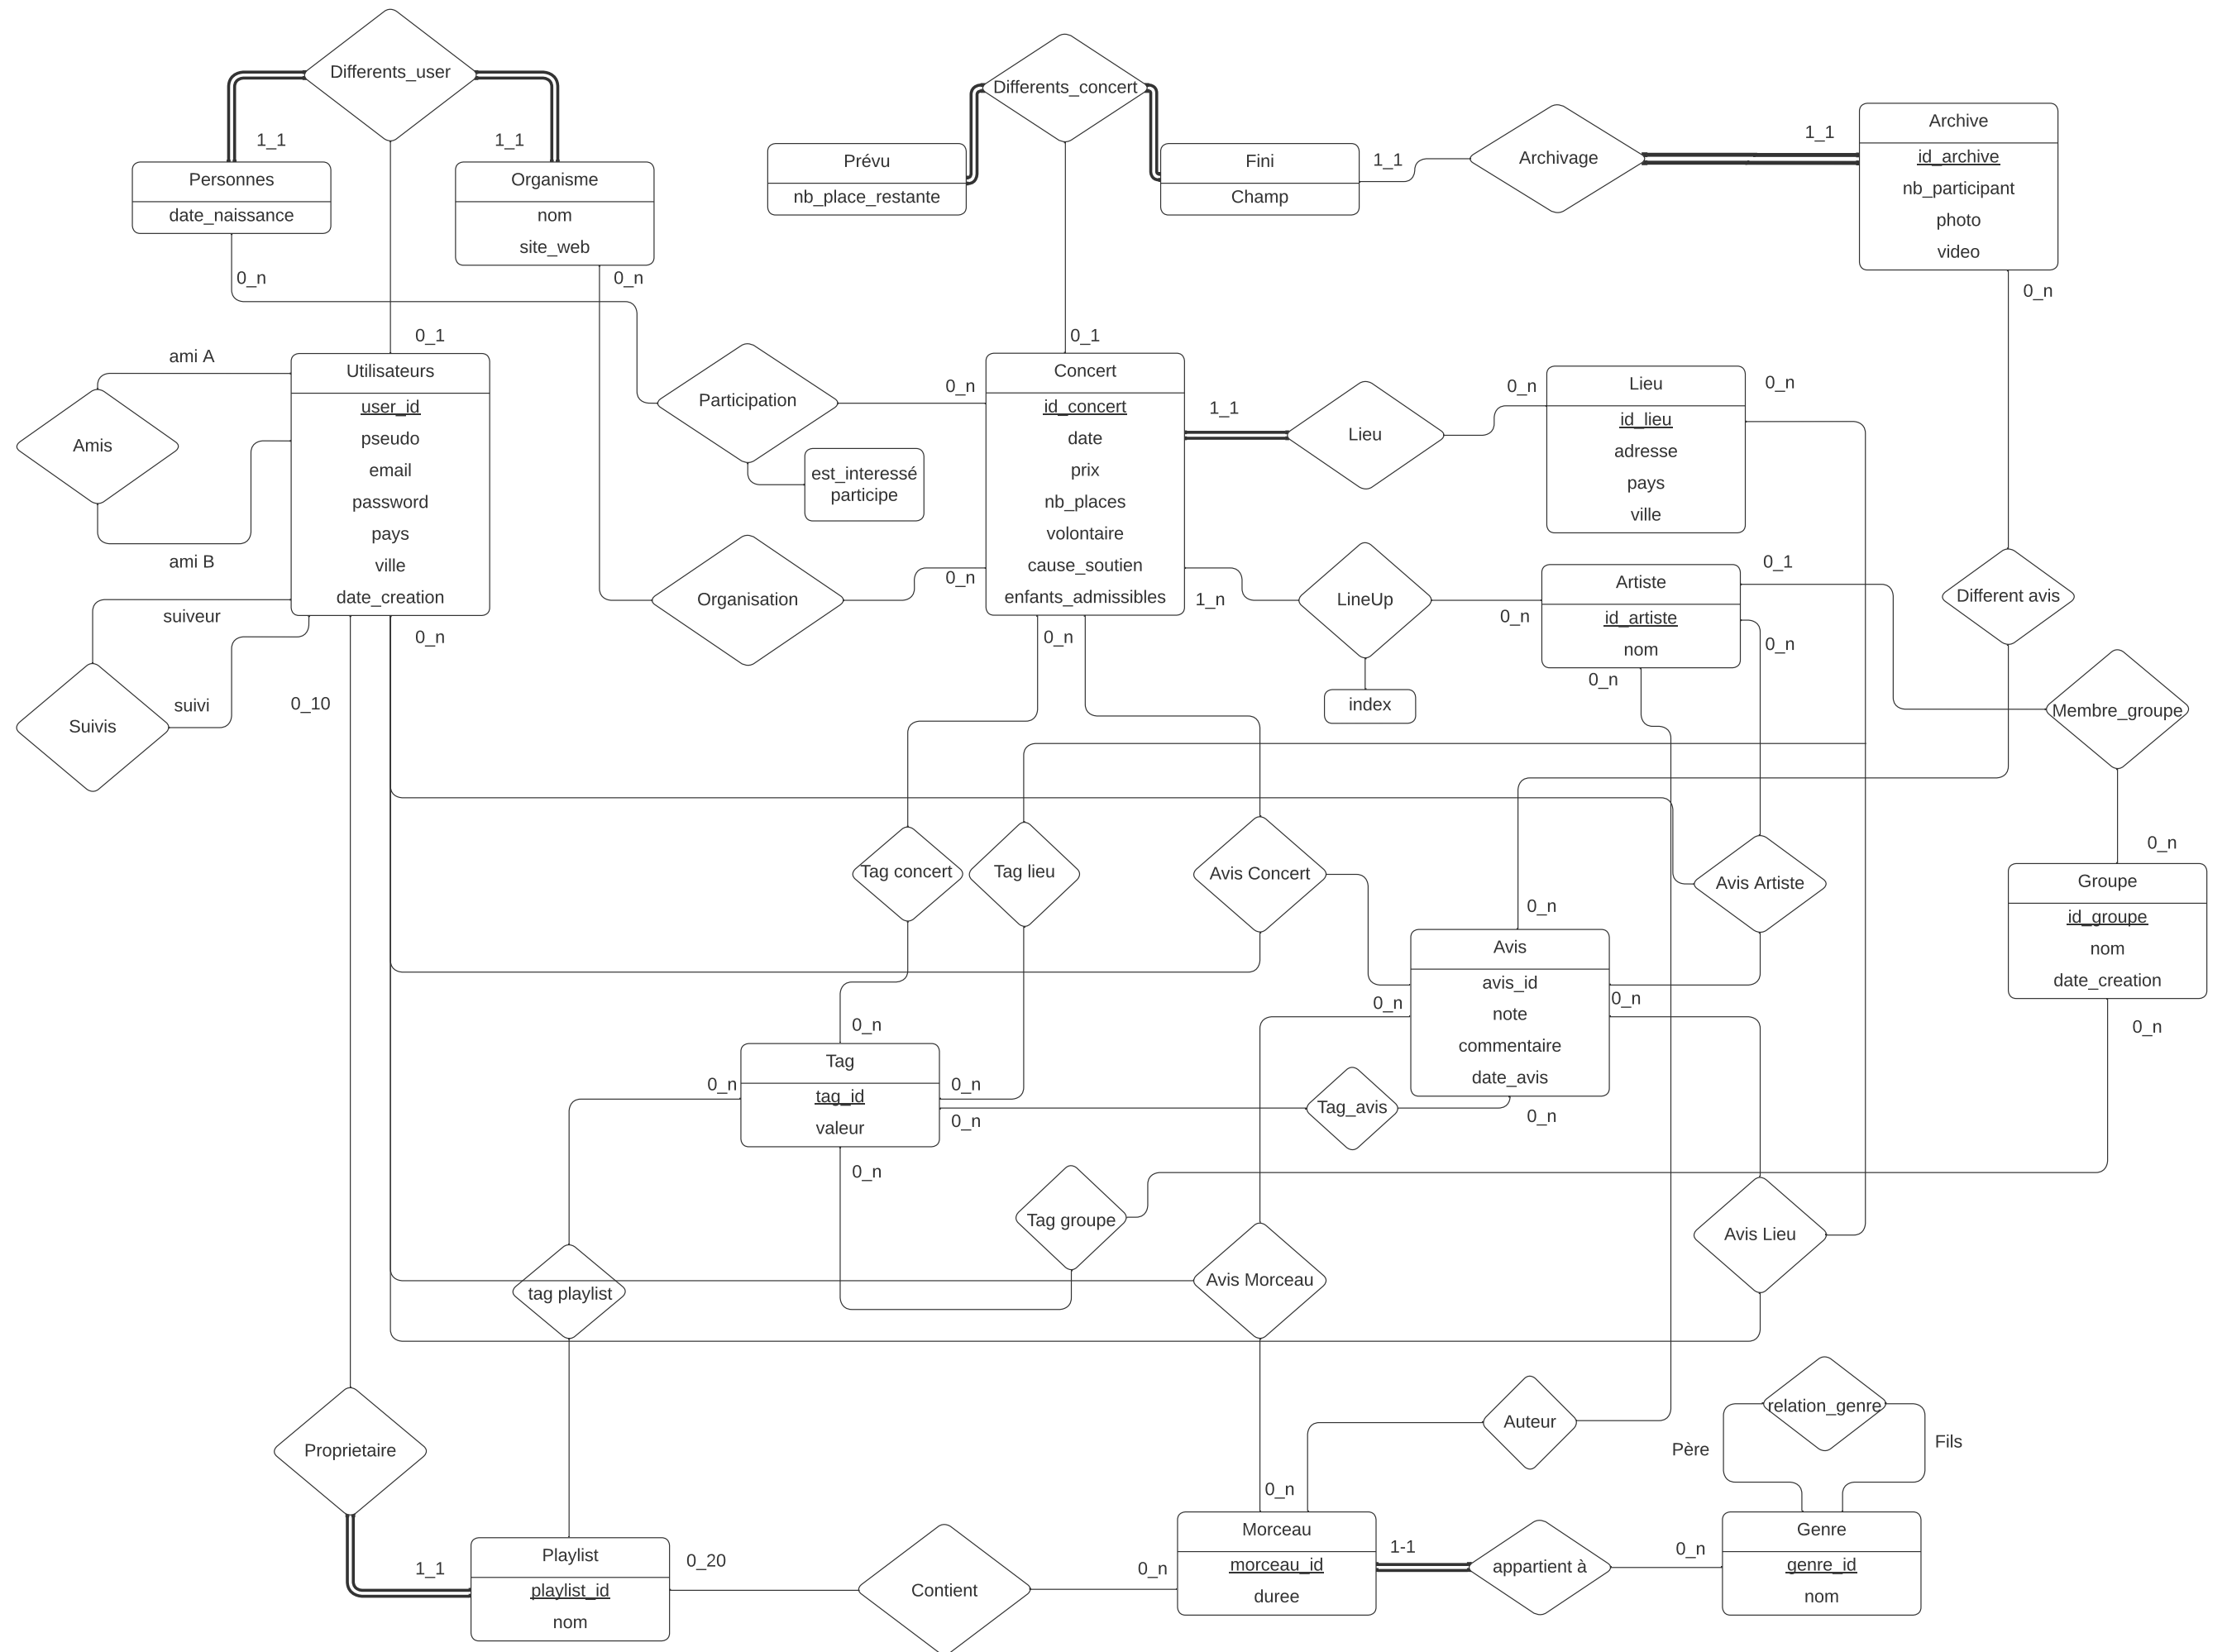 Differents_user
Differents_concert
1_1
1_1
Personnes
date_naissance
Organisme
nom
site_web
Prévu
nb_place_restante
Fini
Champ
1_1
Archivage
1_1
Archive
id_archive
nb_participant
photo
video
0_n
0_n
0_n
0_1
0_1
ami A
Amis
ami B
Utilisateurs
user_id
pseudo
email
password
pays
ville
date_creation
Participation
est_interessé
participe
0_n
Concert
id_concert
date
prix
nb_places
volontaire
cause_soutien
enfants_admissibles
1_1
Lieu
0_n
Lieu
id_lieu
adresse
pays
ville
0_n
Organisation
0_n
1_n
LineUp
index
0_n
Artiste
id_artiste
nom
0_1
0_n
0_n
Different avis
Membre_groupe
suiveur
Suivis
suivi
0_10
0_n
0_n
Tag concert
Tag lieu
Avis Concert
Avis Artiste
0_n
Groupe
id_groupe
nom
date_creation
0_n
0_n
Avis
avis_id
note
commentaire
date_avis
0_n
0_n
0_n
0_n
Tag
tag_id
valeur
0_n
0_n
0_n
0_n
Tag_avis
0_n
Tag groupe
Avis Lieu
tag playlist
Avis Morceau
Proprietaire
Auteur
relation_genre
Père
Fils
0_n
1_1
Playlist
playlist_id
nom
0_20
Contient
0_n
Morceau
morceau_id
duree
1-1
appartient à
0_n
Genre
genre_id
nom